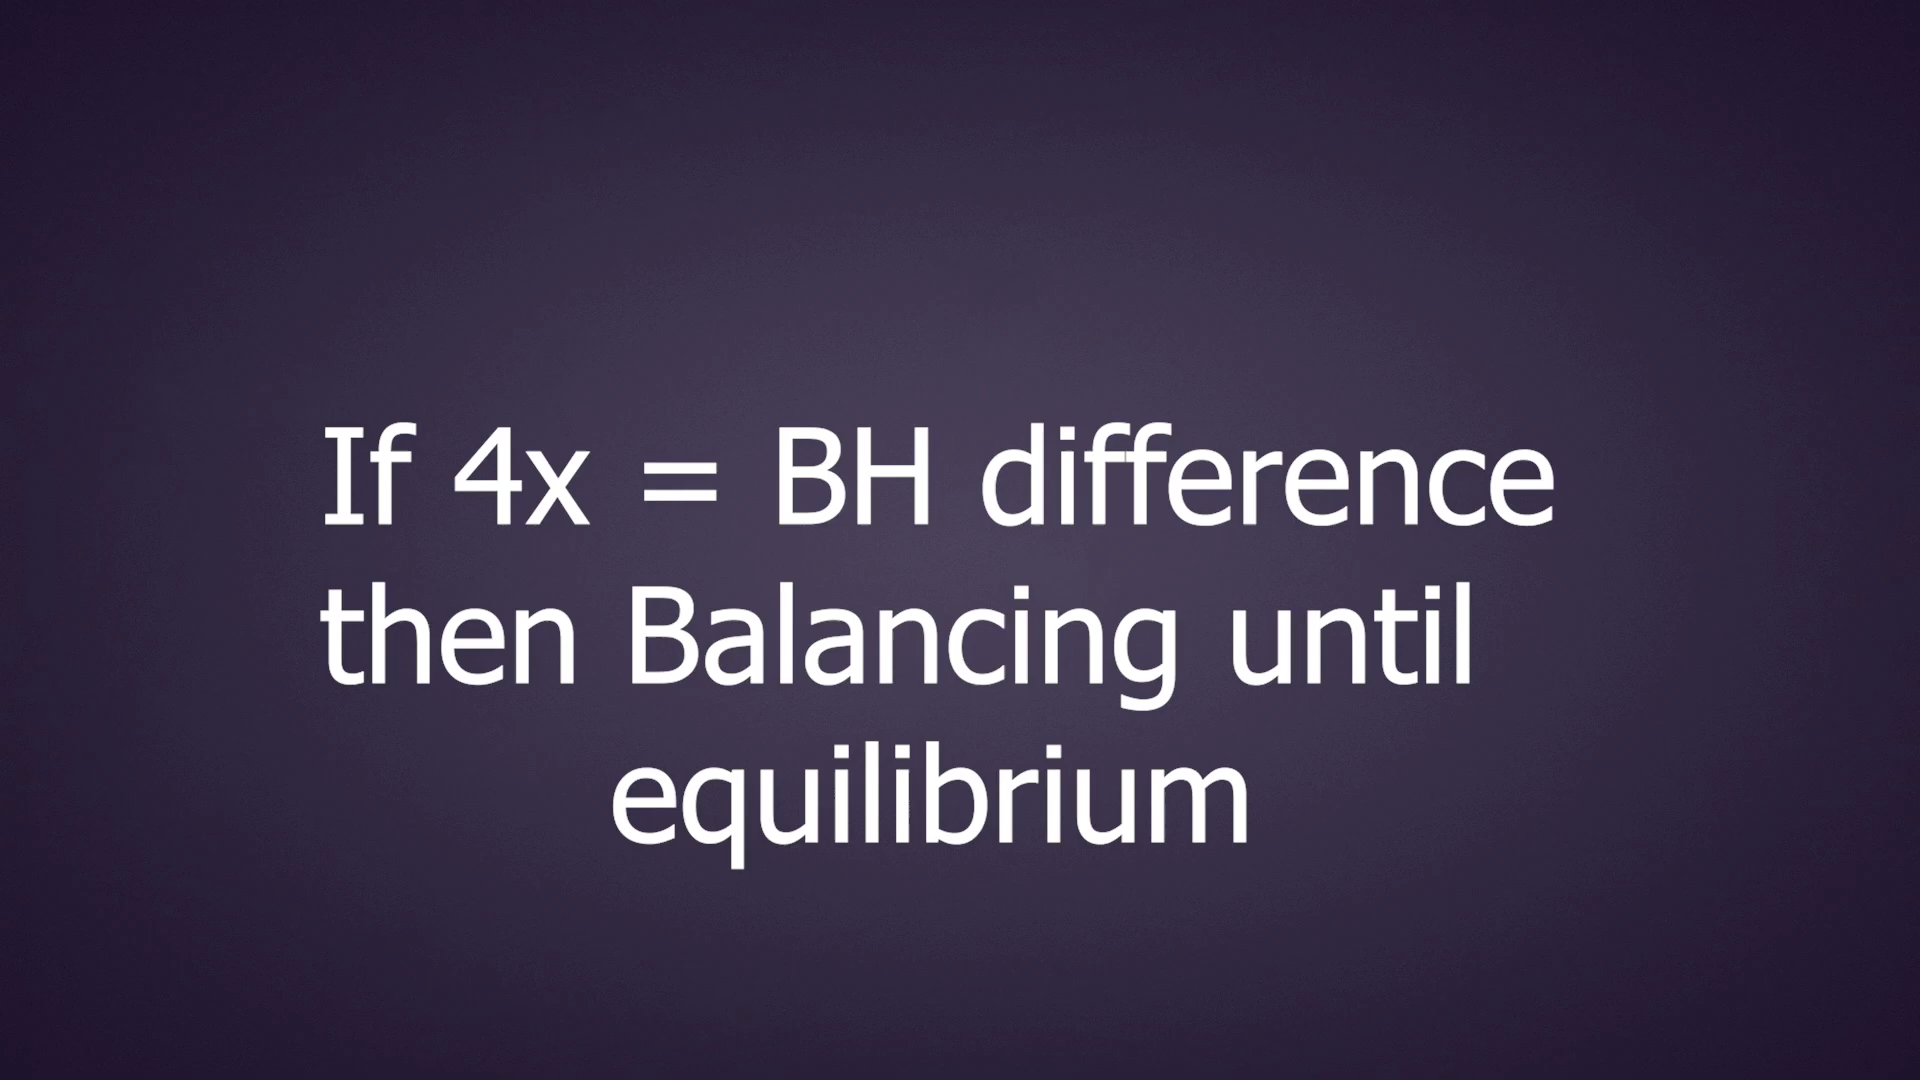 If 4x = BH difference
then Balancing until
equilibrium